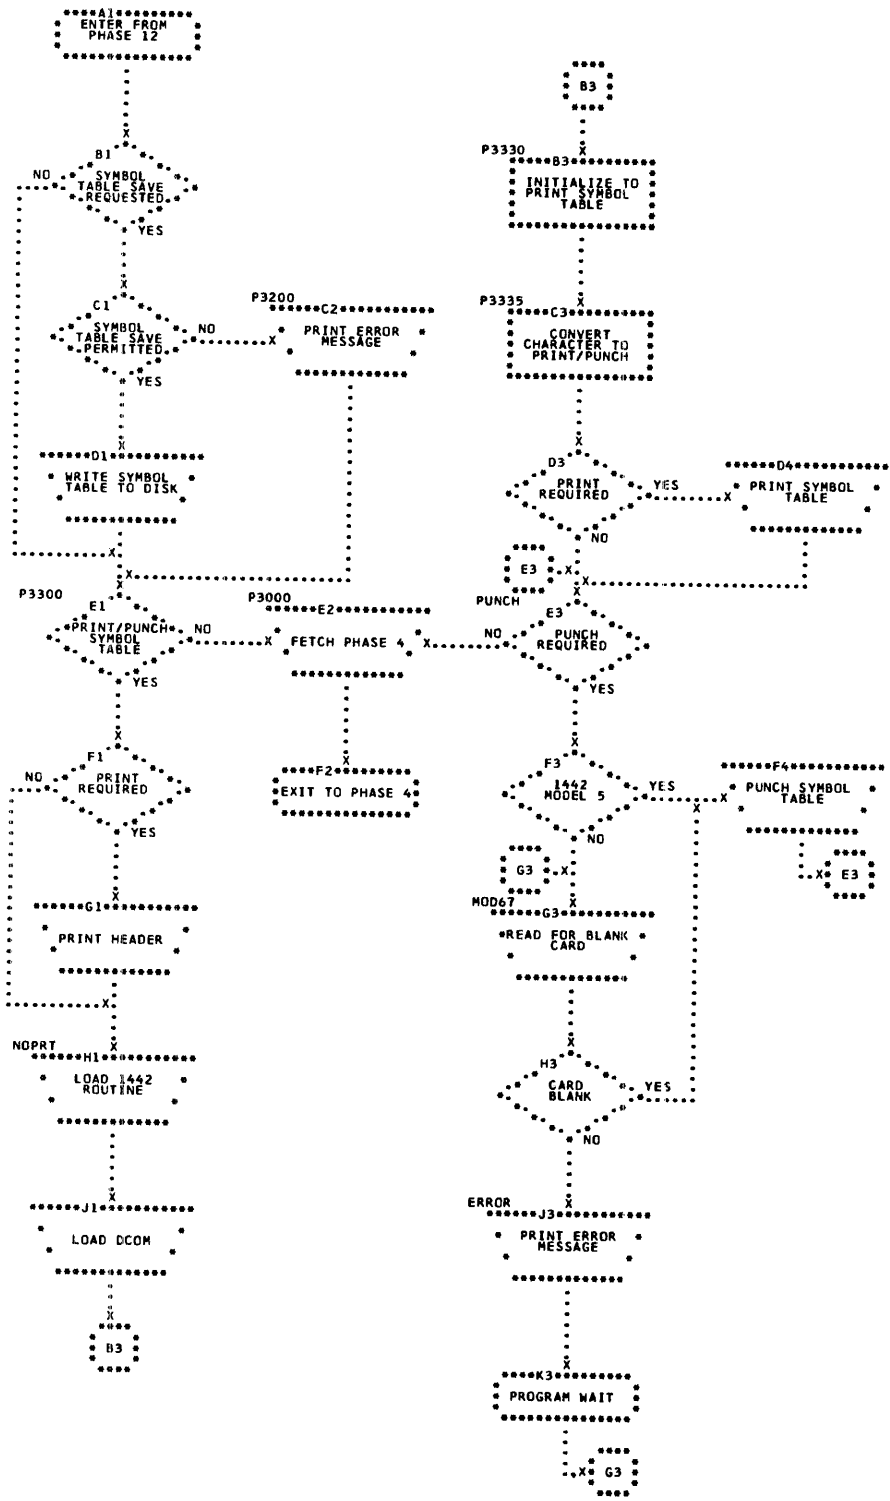 A1
ENTER FROM
PHASE 12
B1
NO
SYMBOL
TABLE SAVE
REQUESTED
YES
C1
SYMBOL
TABLE SAVE
PERMITTED
NO
YES
P3200
C2
PRINT ERROR
MESSAGE
D1
WRITE SYMBOL
TABLE TO DISK
P3300
E1
PRINT/PUNCH
SYMBOL
TABLE
NO
YES
P3000
E2
FETCH PHASE 4
F1
NO
PRINT
REQUIRED
YES
F2
EXIT TO PHASE 4
G1
PRINT HEADER
NOPRT
H1
LOAD 1442
ROUTINE
J1
LOAD DCOM
B3
B3
P3330
B3
INITIALIZE TO
PRINT SYMBOL
TABLE
P3335
C3
CONVERT
CHARACTER TO
PRINT/PUNCH
D3
PRINT
REQUIRED
YES
NO
D4
PRINT SYMBOL
TABLE
E3
PUNCH
E3
NO
PUNCH
REQUIRED
YES
F3
1442
MODEL 5
YES
NO
F4
PUNCH SYMBOL
TABLE
E3
G3
MOD67
G3
READ FOR BLANK
CARD
H3
CARD
BLANK
YES
NO
ERROR
J3
PRINT ERROR
MESSAGE
K3
PROGRAM WAIT
G3